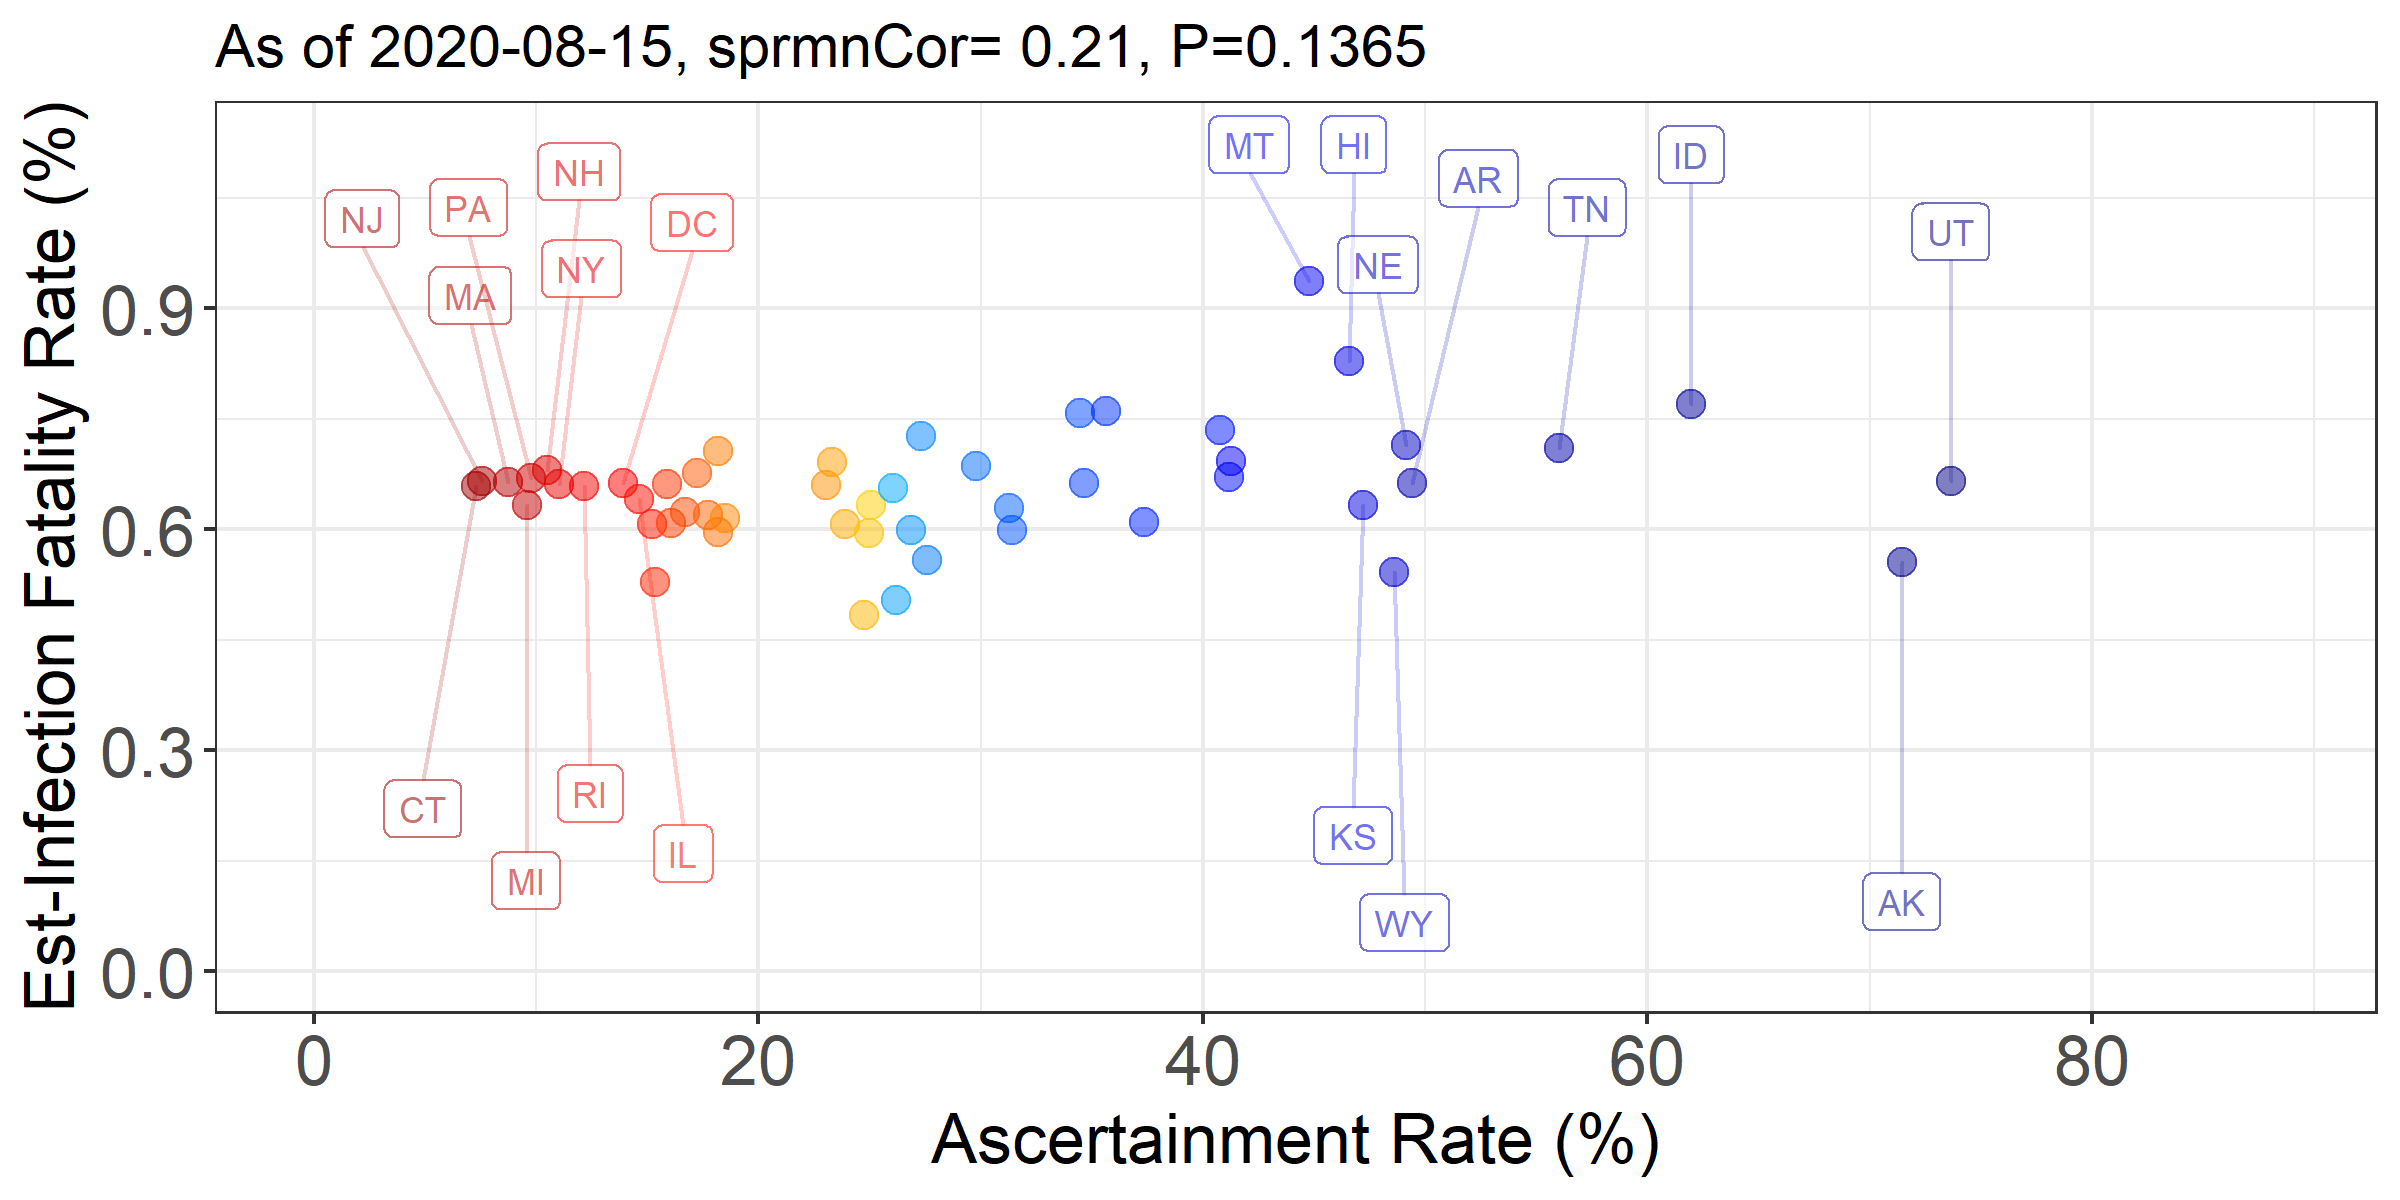 As of 2020-08-15, sprmnCor= 0.21, P=0.1365
Est-Infection Fatality Rate (%)
0.9
0.6
0.3
0.0
MT
HI
ID
NH
AR
PA
TN
NJ
DC
UT
NY
NE
MA
RI
CT
KS
IL
MI
AK
WY
0
20
40
60
80
Ascertainment Rate (%)